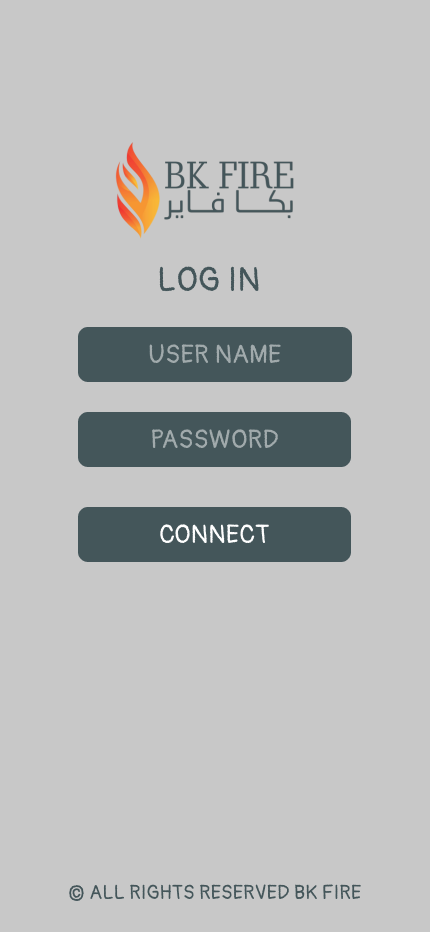 BK FIRE
بكا فاير
LOG IN
USER NAME
PASSWORD
CONNECT
© ALL RIGHTS RESERVED BK FIRE